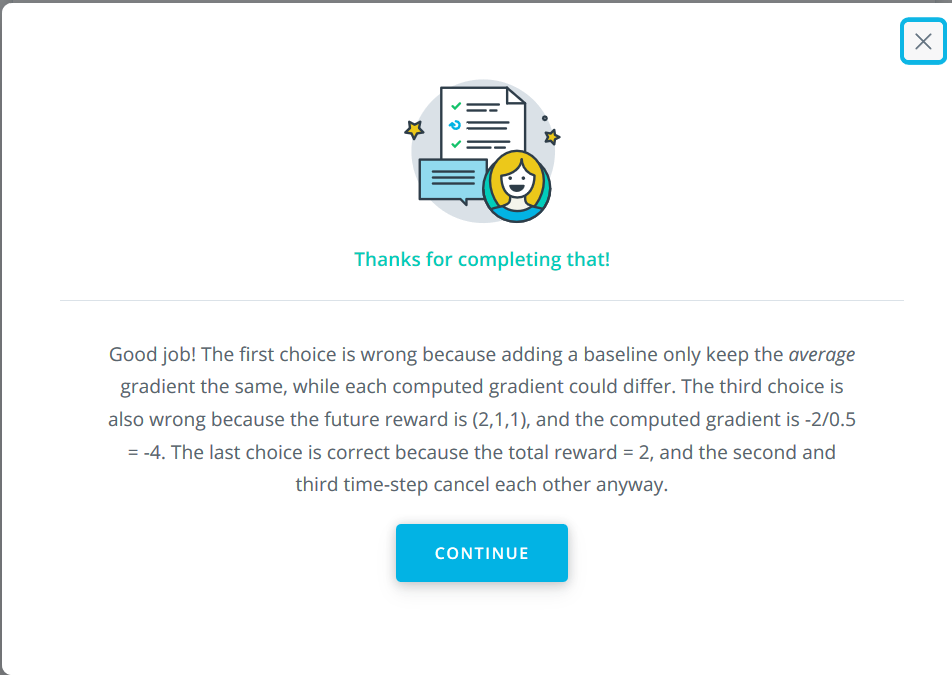 Thanks for completing that!
Good job! The first choice is wrong because adding a baseline only keep the average
gradient the same, while each computed gradient could differ. The third choice is
also wrong because the future reward is (2,1,1), and the computed gradient is -2/0.5
= -4. The last choice is correct because the total reward = 2, and the second and
third time-step cancel each other anyway.
CONTINUE